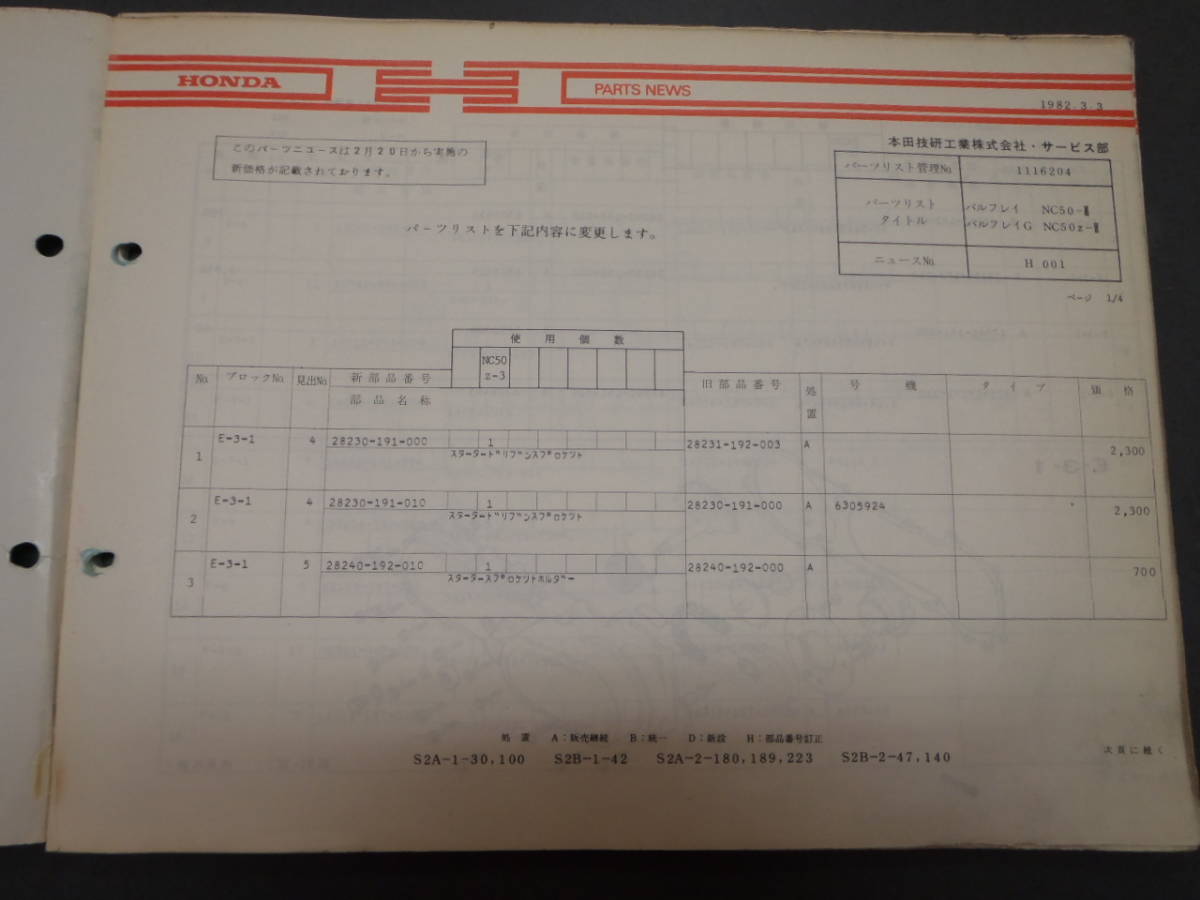 HONDA
PARTS NEWS
1982.3.3
このパーツニュースは2月20日から実施の
新価格が記載されております。
本田技研工業株式会社・サービス部
パーツリスト管理No. 1116204
パーツリスト
タイトル
パルフレイ NC50-Ⅲ
パルフレイG NC50z-Ⅲ
ニュースNo. H 001
パーツリストを下記内容に変更します。
ページ 1/4
使用個数
NC50
z-3
No. ブロックNo. 見出No. 新部品番号 旧部品番号 処置 号機 タイプ 価格
部品名称
1 E-3-1 4 28230-191-000 1 28231-192-003 A 2,300
スタータードリブンスプロケット
2 E-3-1 4 28230-191-010 1 28230-191-000 A 6305924 2,300
スタータードリブンスプロケット
3 E-3-1 5 28240-192-010 1 28240-192-000 A 700
スタータースプロケットホルダー
処置 A:販売継続 B:統一 D:新設 H:部品番号訂正
S2A-1-30,100 S2B-1-42 S2A-2-180,189,223 S2B-2-47,140
次頁に続く